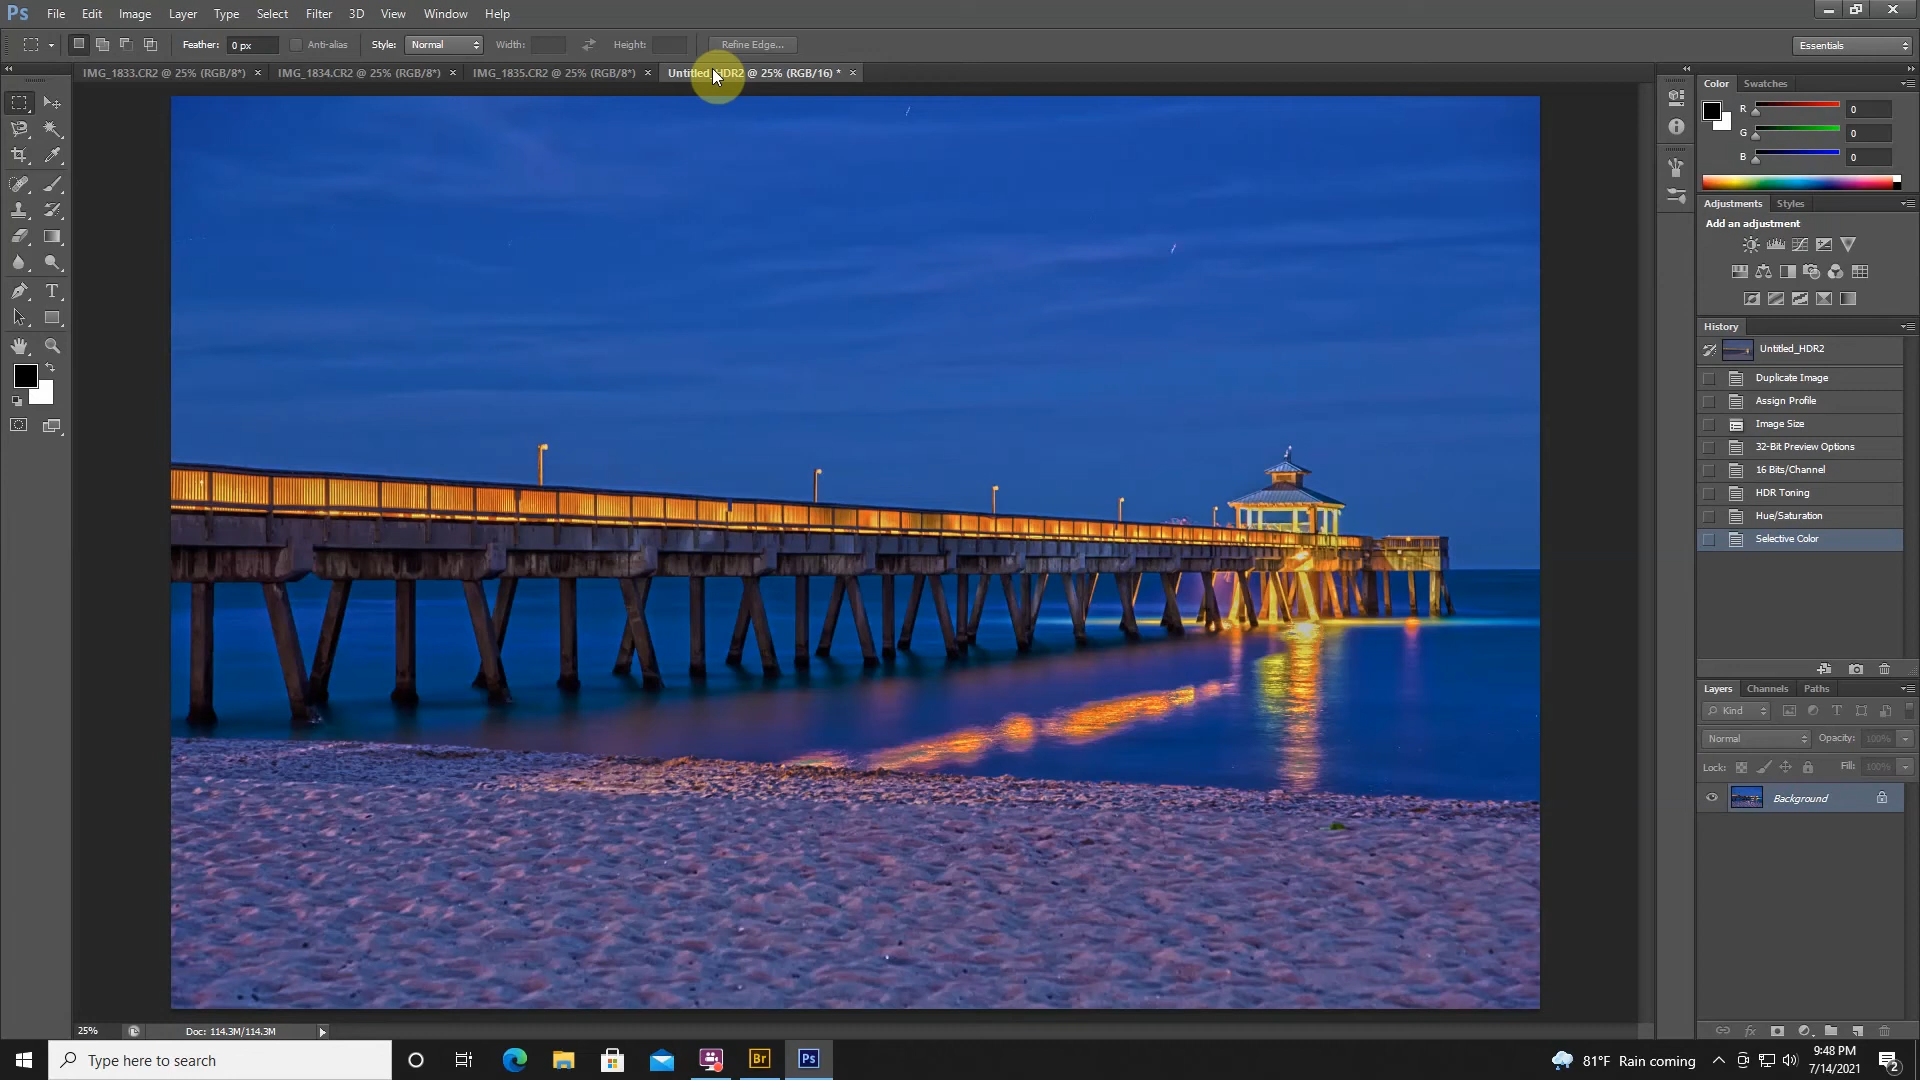 Ps File Edit Image Layer Type Select Filter 3D View Window Help
Feather: 0 px Anti-alias Style: Normal Width: Height: Refine Edge... Essentials
IMG_1833.CR2 @ 25% (RGB/8*) × IMG_1834.CR2 @ 25% (RGB/8*) × IMG_1835.CR2 @ 25% (RGB/8*) × Untitled_HDR2 @ 25% (RGB/16) * ×
Color Swatches
R 0
G 0
B 0
Adjustments Styles
Add an adjustment
History
Untitled_HDR2
Duplicate Image
Assign Profile
Image Size
32-Bit Preview Options
16 Bits/Channel
HDR Toning
Hue/Saturation
Selective Color
Layers Channels Paths
Kind
Normal Opacity: 100%
Lock: Fill: 100%
Background
25% Doc: 114.3M/114.3M
Type here to search Br Ps 81°F Rain coming 9:48 PM
7/14/2021 2